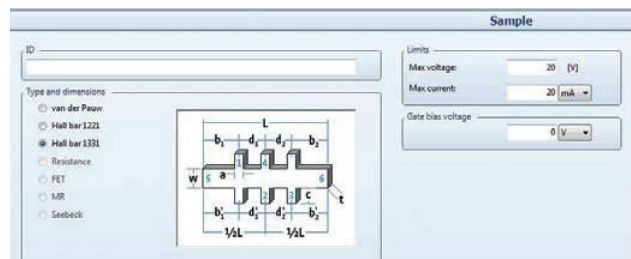 Sample
ID
Type and dimensions
van der Pauw
Hall bar 1221
Hall bar 1331
Resistance
FET
MR
Seebeck
L
b₁ d₁ d₂ b₂
1 4
w 5 a 6
2 3 c t
b'₁ d'₁ d'₂ b'₂
½L ½L
Limits
Max voltage: 20 [V]
Max current: 20 mA
Gate bias voltage
0 V